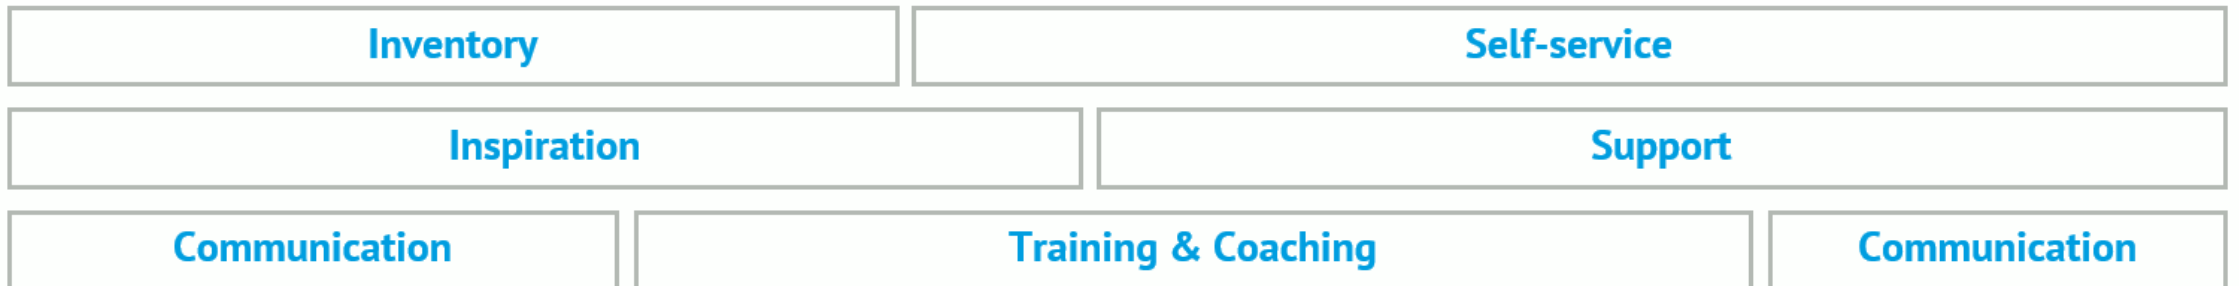 Inventory Self-service
Inspiration Support
Communication Training & Coaching Communication